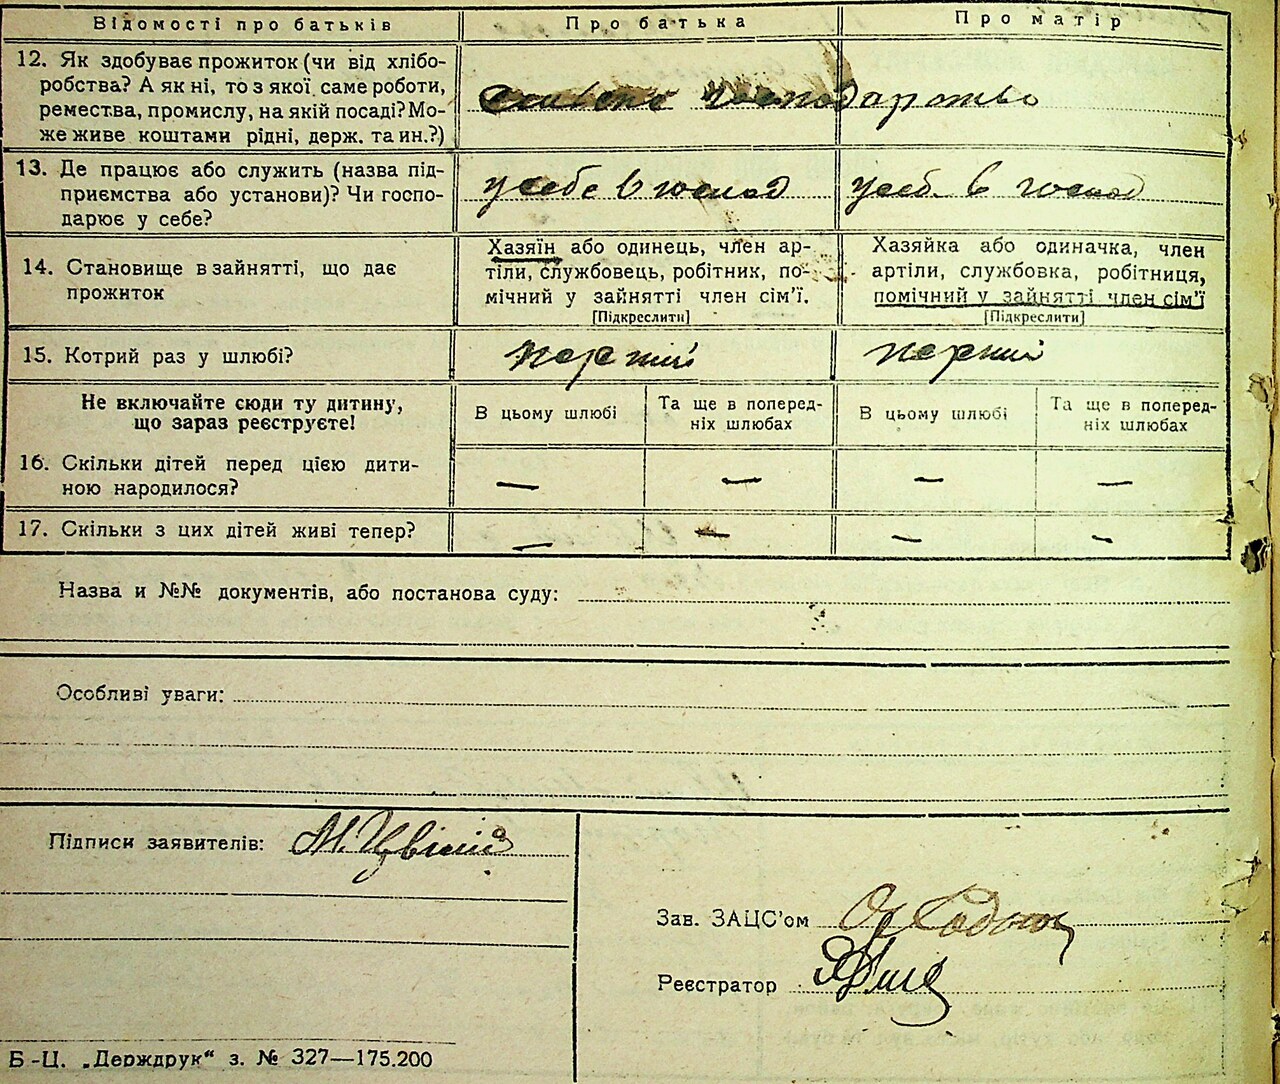 Відомості про батьків Про батька Про матір
12. Як здобуває прожиток (чи від хлібо-
робства? А як ні, то з якої саме роботи,
ремества, промислу, на якій посаді? Мо-
же живе коштами рідні, держ. та ин.?)
сільське господарство
13. Де працює або служить (назва під-
приємства або установи)? Чи госпо-
дарює у себе?
у себе в господ
у себ. в господ
14. Становище в зайнятті, що дає
прожиток
Хазяїн або одинець, член ар-
тіли, службовець, робітник, по-
мічний у зайнятті член сім'ї.
[Підкреслити]
Хазяйка або одиначка, член
артіли, службовка, робітниця,
помічний у зайнятті член сім'ї
[Підкреслити]
15. Котрий раз у шлюбі?
перший
перший
Не включайте сюди ту дитину,
що зараз реєструєте!
В цьому шлюбі
Та ще в поперед-
ніх шлюбах
В цьому шлюбі
Та ще в поперед-
ніх шлюбах
16. Скільки дітей перед цією дити-
ною народилося?
— — — —
17. Скільки з цих дітей живі тепер?
— — — —
Назва и №№ документів, або постанова суду:
Особливі уваги:
Підписи заявителів:
Зав. ЗАЦС'ом
Реєстратор
Б-Ц. „Держдрук“ з. № 327—175.200